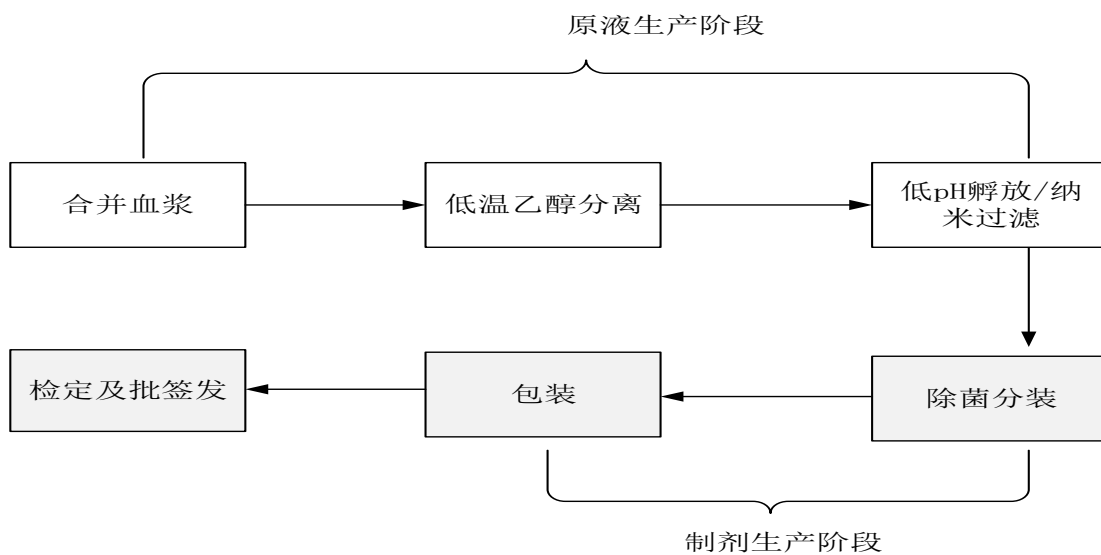 原液生产阶段
合并血浆
低温乙醇分离
低pH孵放/纳
米过滤
检定及批签发
包装
除菌分装
制剂生产阶段